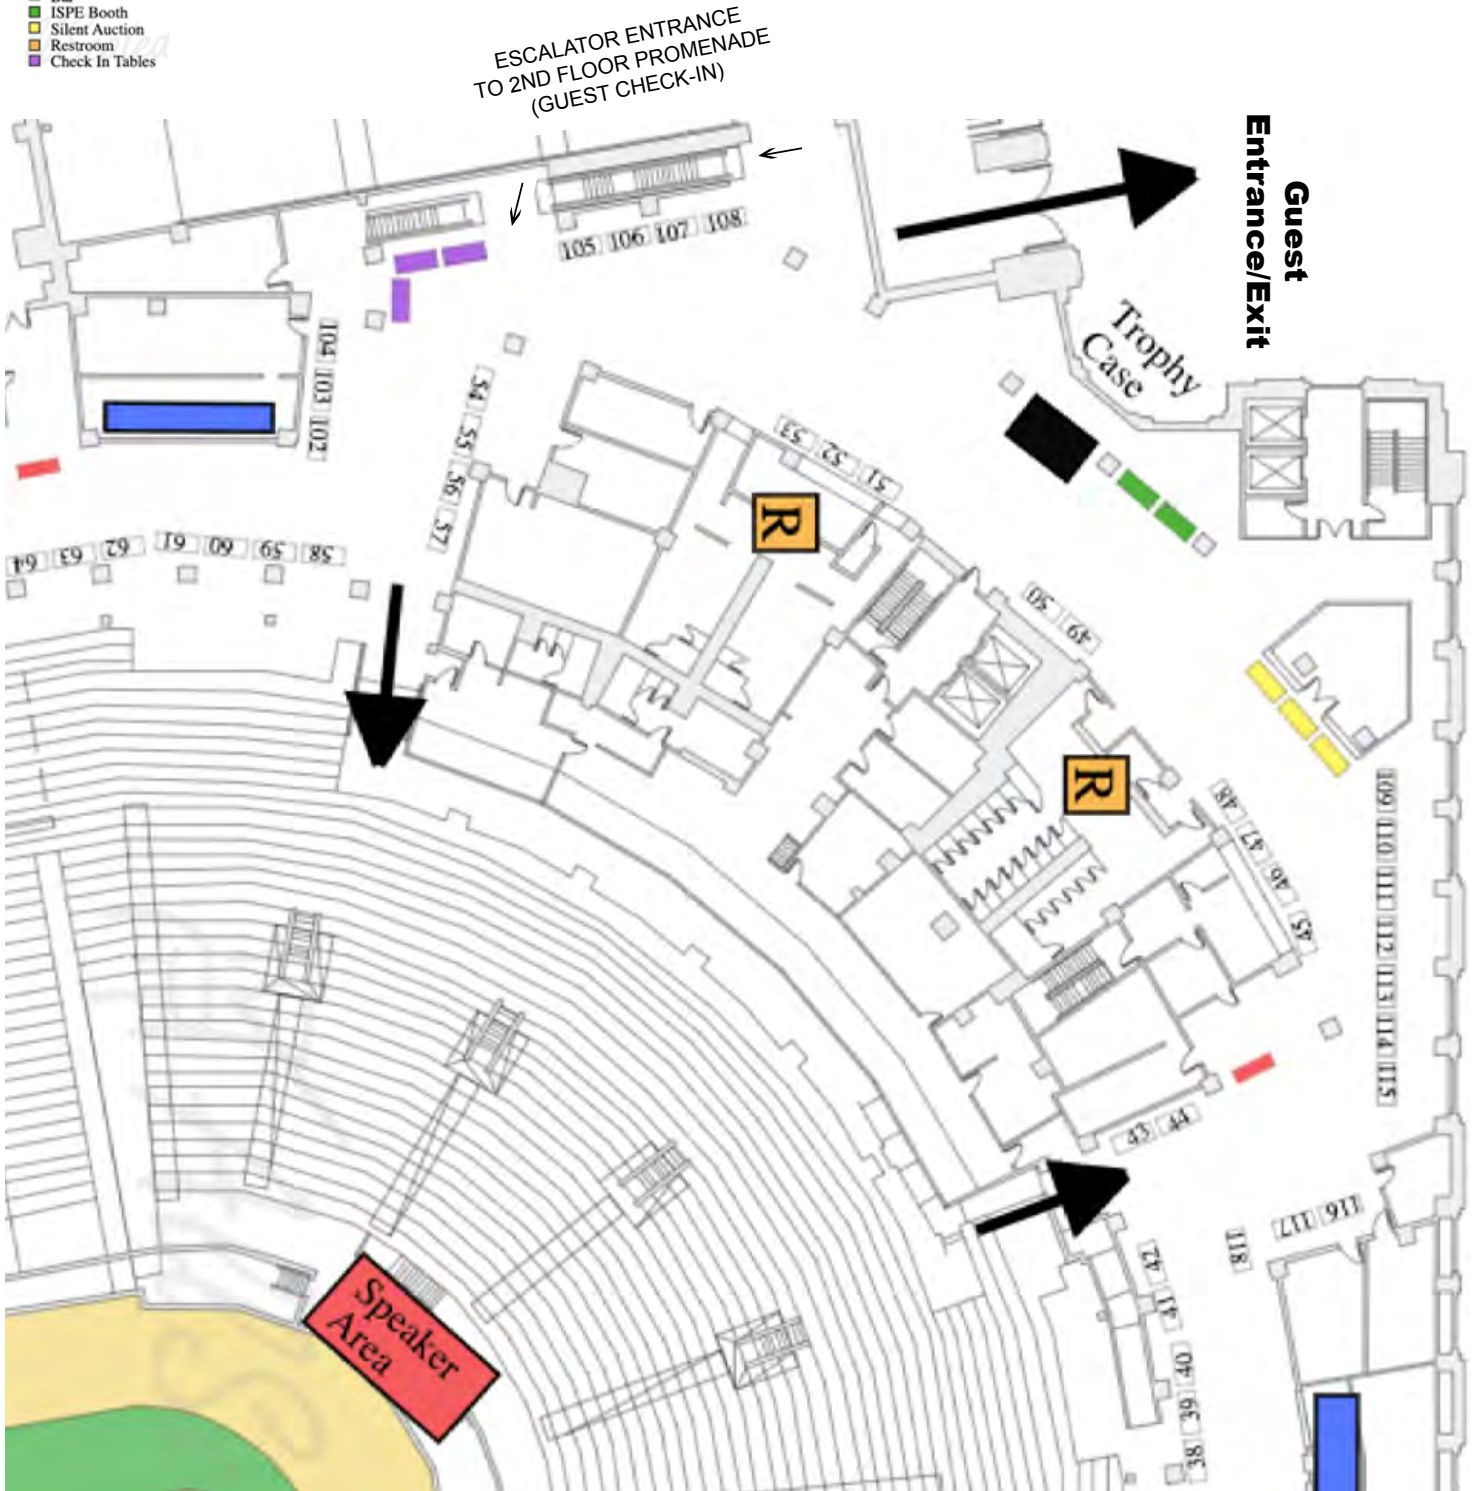 ISPE Booth
Silent Auction
Restroom
Check In Tables
ESCALATOR ENTRANCE
TO 2ND FLOOR PROMENADE
(GUEST CHECK-IN)
Guest
Entrance/Exit
105 106 107 108
Trophy
Case
104 103 102
54 55 56 57
53 52 51
R
64 63 62 61 60 59 58
50 49
R
48 47 46 45
109 110 111 112 113 114 115
43 44
118 117 116
42 41 40 39 38
Speaker
Area